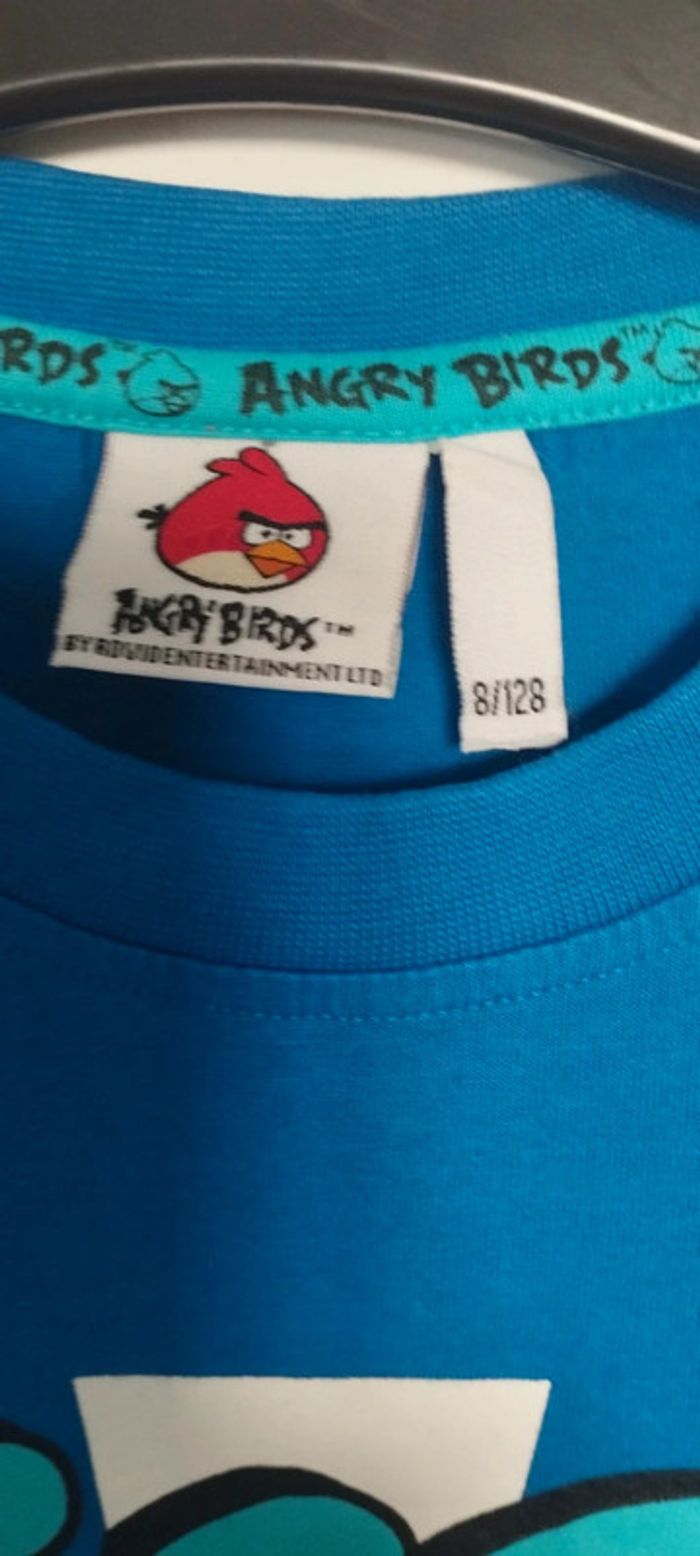 RDS™ ANGRY BIRDS™
ANGRY BIRDS™
BY ROVIO ENTERTAINMENT LTD
8/128